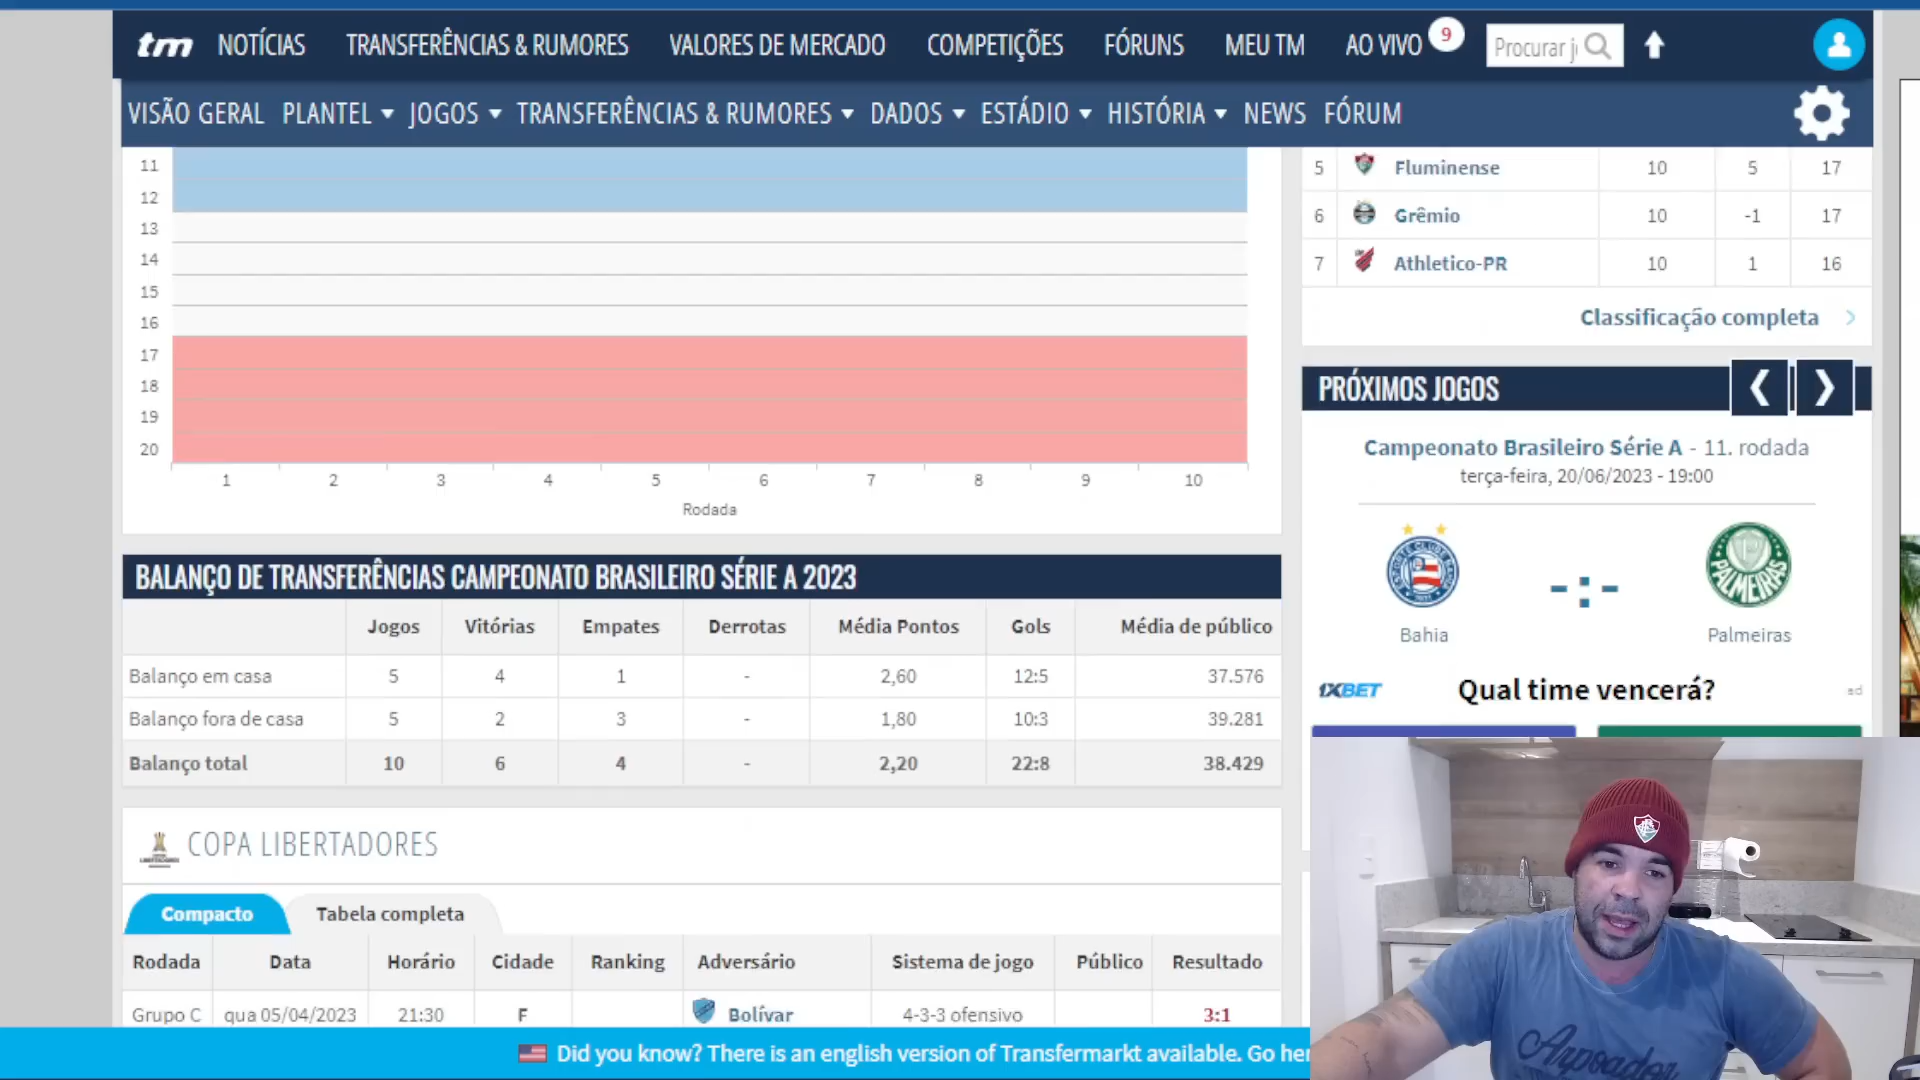 tm NOTÍCIAS TRANSFERÊNCIAS & RUMORES VALORES DE MERCADO COMPETIÇÕES FÓRUNS MEU TM AO VIVO 9 Procurar j
VISÃO GERAL PLANTEL JOGOS TRANSFERÊNCIAS & RUMORES DADOS ESTÁDIO HISTÓRIA NEWS FÓRUM
11
12
13
14
15
16
17
18
19
20
1 2 3 4 5 6 7 8 9 10
Rodada
BALANÇO DE TRANSFERÊNCIAS CAMPEONATO BRASILEIRO SÉRIE A 2023
Jogos Vitórias Empates Derrotas Média Pontos Gols Média de público
Balanço em casa 5 4 1 - 2,60 12:5 37.576
Balanço fora de casa 5 2 3 - 1,80 10:3 39.281
Balanço total 10 6 4 - 2,20 22:8 38.429
COPA LIBERTADORES
Compacto Tabela completa
Rodada Data Horário Cidade Ranking Adversário Sistema de jogo Público Resultado
Grupo C qua 05/04/2023 21:30 F Bolívar 4-3-3 ofensivo 3:1
5 Fluminense 10 5 17
6 Grêmio 10 -1 17
7 Athletico-PR 10 1 16
Classificação completa
PRÓXIMOS JOGOS
Campeonato Brasileiro Série A - 11. rodada
terça-feira, 20/06/2023 - 19:00
PALMEIRAS
-:-
Bahia Palmeiras
1XBET Qual time vencerá? ad
Did you know? There is an english version of Transfermarkt available. Go her
Arpoador